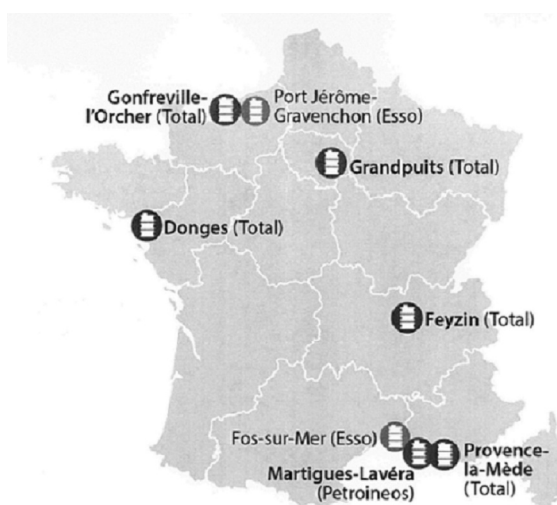 Gonfreville-
l'Orcher (Total)
Port Jérôme-
Gravenchon (Esso)
Grandpuits (Total)
Donges (Total)
Feyzin (Total)
Fos-sur-Mer (Esso)
Martigues-Lavéra
(Petroineos)
Provence-
la-Mède
(Total)